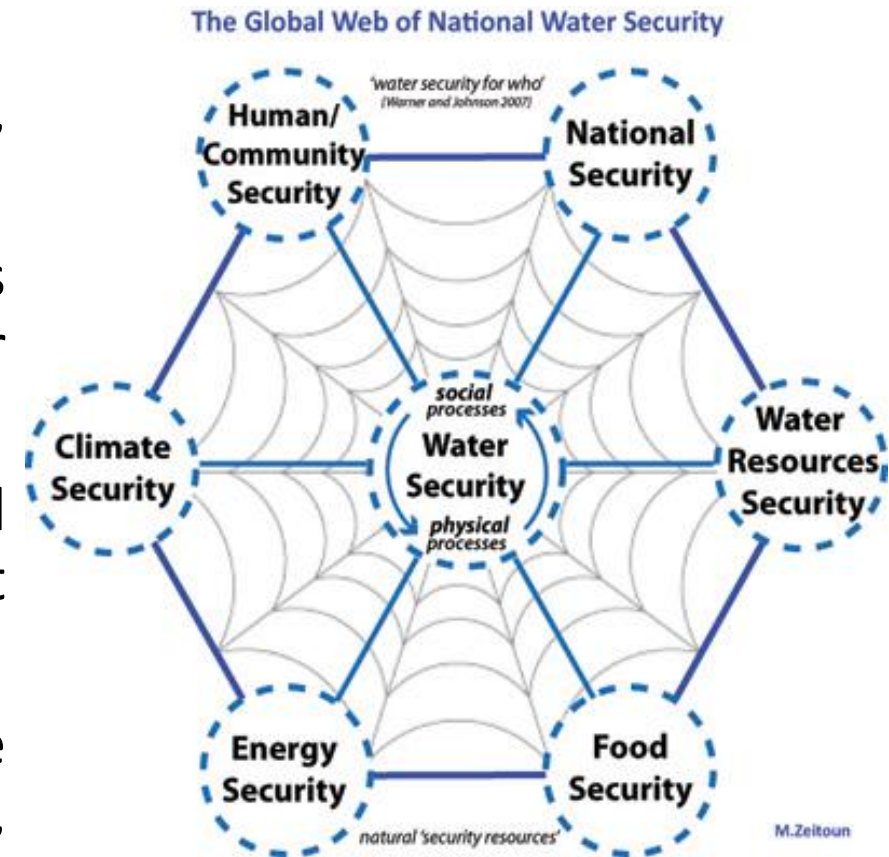 The Global Web of National Water Security
'water security for who'
(Warner and Johnson 2007)
Human/
Community
Security
National
Security
social
processes
Water
Security
physical
processes
Climate
Security
Water
Resources
Security
Energy
Security
Food
Security
natural 'security resources'
M.Zeitoun